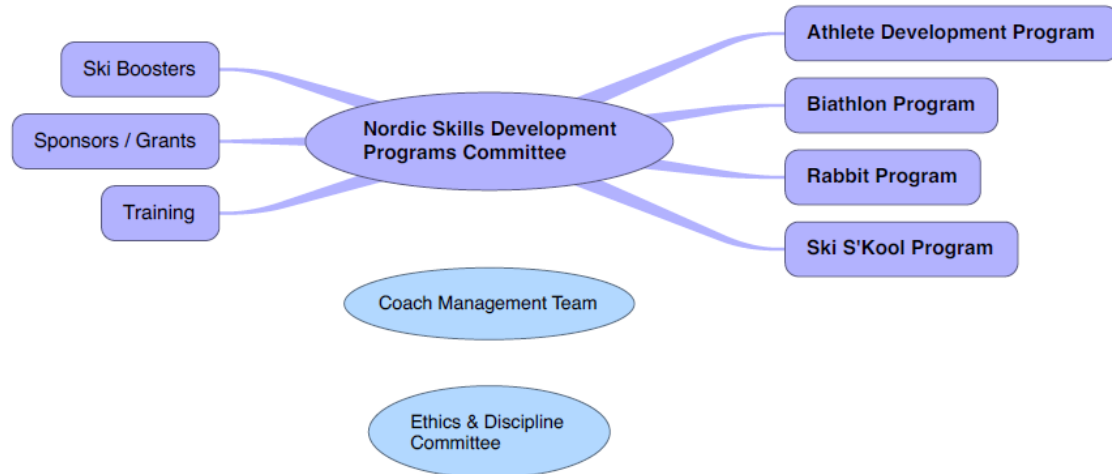 Athlete Development Program
Ski Boosters
Biathlon Program
Nordic Skills Development
Programs Committee
Sponsors / Grants
Rabbit Program
Training
Ski S'Kool Program
Coach Management Team
Ethics & Discipline
Committee